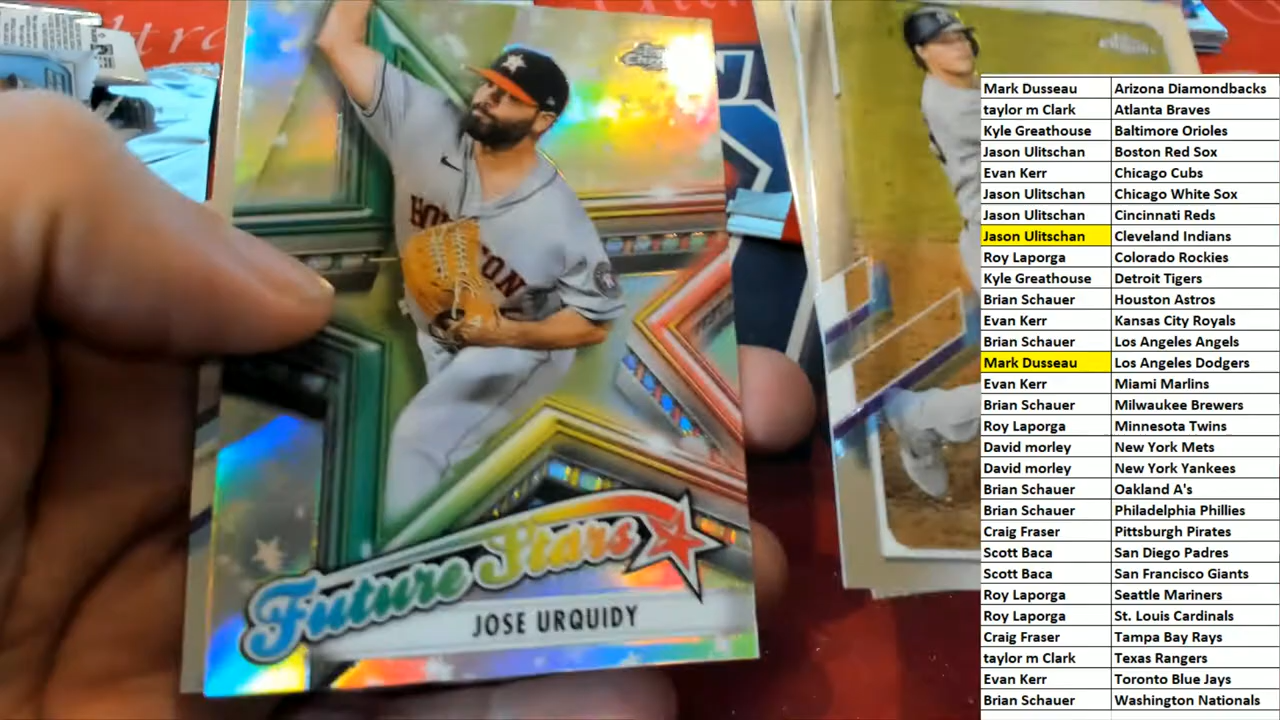 Future Stars
JOSE URQUIDY
Mark Dusseau Arizona Diamondbacks
taylor m Clark Atlanta Braves
Kyle Greathouse Baltimore Orioles
Jason Ulitschan Boston Red Sox
Evan Kerr Chicago Cubs
Jason Ulitschan Chicago White Sox
Jason Ulitschan Cincinnati Reds
Jason Ulitschan Cleveland Indians
Roy Laporga Colorado Rockies
Kyle Greathouse Detroit Tigers
Brian Schauer Houston Astros
Evan Kerr Kansas City Royals
Brian Schauer Los Angeles Angels
Mark Dusseau Los Angeles Dodgers
Evan Kerr Miami Marlins
Brian Schauer Milwaukee Brewers
Roy Laporga Minnesota Twins
David morley New York Mets
David morley New York Yankees
Brian Schauer Oakland A's
Brian Schauer Philadelphia Phillies
Craig Fraser Pittsburgh Pirates
Scott Baca San Diego Padres
Scott Baca San Francisco Giants
Roy Laporga Seattle Mariners
Roy Laporga St. Louis Cardinals
Craig Fraser Tampa Bay Rays
taylor m Clark Texas Rangers
Evan Kerr Toronto Blue Jays
Brian Schauer Washington Nationals